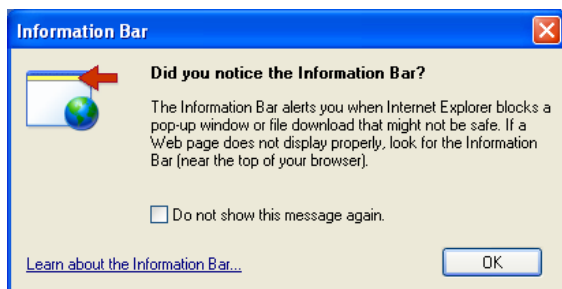 Information Bar
Did you notice the Information Bar?
The Information Bar alerts you when Internet Explorer blocks a
pop-up window or file download that might not be safe. If a
Web page does not display properly, look for the Information
Bar (near the top of your browser).
Do not show this message again.
Learn about the Information Bar...
OK